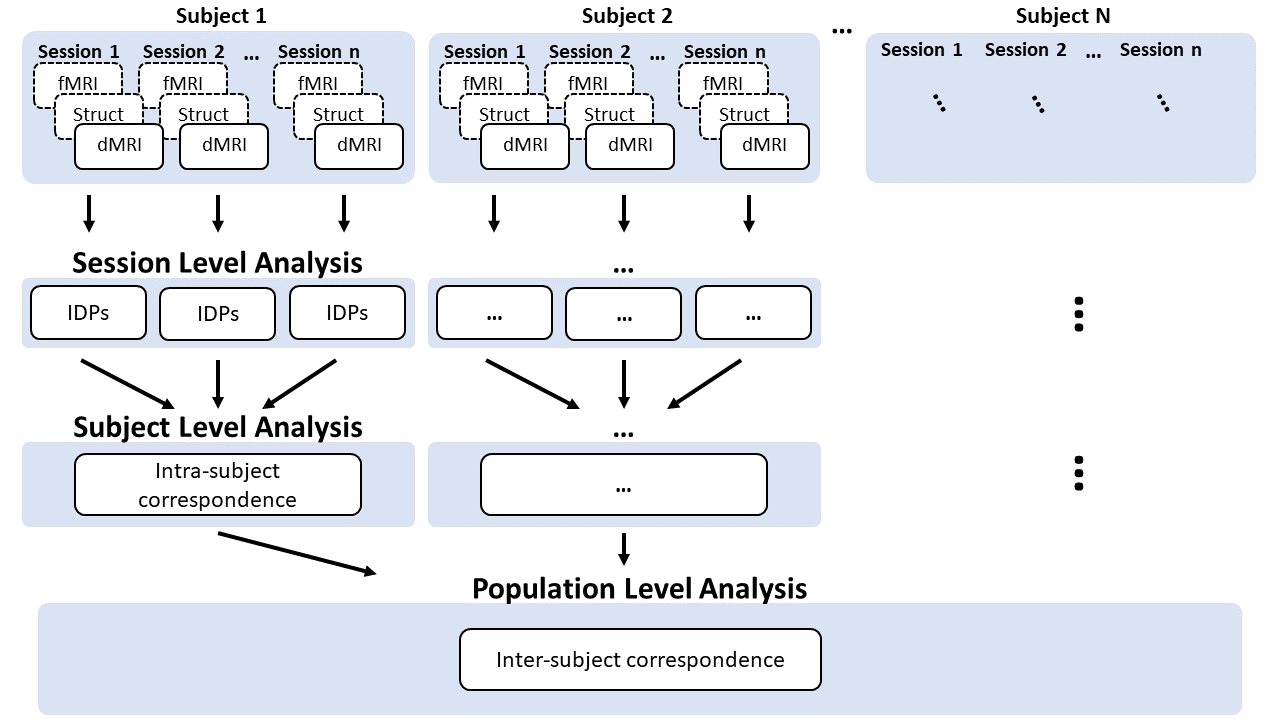 Subject 1
Subject 2
...
Subject N
Session 1 Session 2 ... Session n
fMRI fMRI fMRI
Struct Struct Struct
dMRI dMRI dMRI
Session 1 Session 2 ... Session n
fMRI fMRI fMRI
Struct Struct Struct
dMRI dMRI dMRI
Session 1 Session 2 ... Session n
Session Level Analysis
...
IDPs IDPs IDPs
... ... ...
Subject Level Analysis
...
Intra-subject
correspondence
...
Population Level Analysis
Inter-subject correspondence